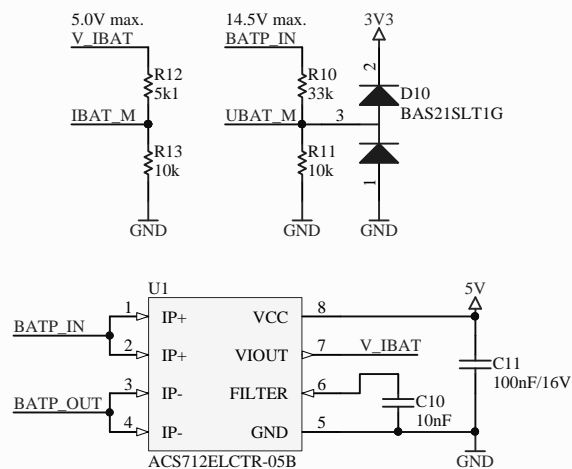 5.0V max.
V_IBAT
R12
5k1
IBAT_M
R13
10k
GND
14.5V max.
BATP_IN
R10
33k
UBAT_M
3
R11
10k
GND
3V3
2
D10
BAS21SLT1G
1
GND
U1
BATP_IN
1
IP+
2
IP+
BATP_OUT
3
IP-
4
IP-
VCC
8
VIOUT
7
V_IBAT
FILTER
6
GND
5
C10
10nF
5V
C11
100nF/16V
GND
ACS712ELCTR-05B